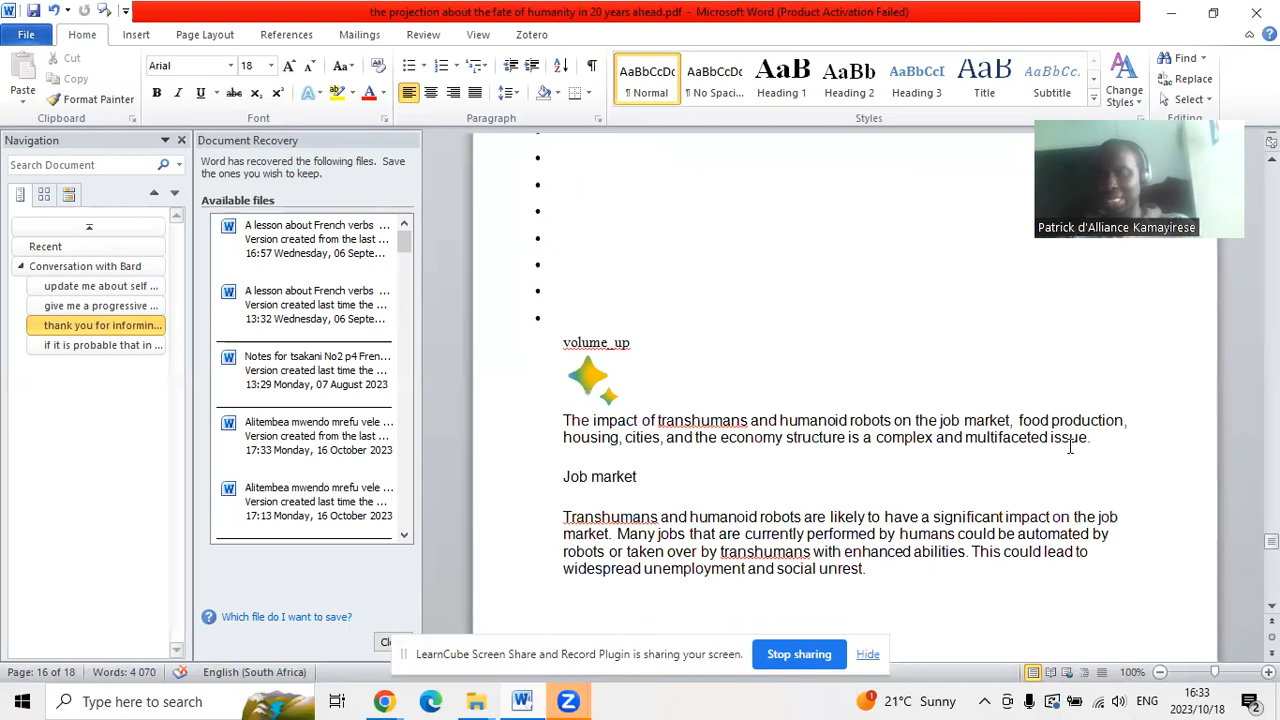 the projection about the fate of humanity in 20 years ahead.pdf - Microsoft Word (Product Activation Failed)
File Home Insert Page Layout References Mailings Review View Zotero
Paste
Cut
Copy
Format Painter
Clipboard
Arial 18
Font
Paragraph
AaBbCcDc AaBbCcDc AaB AaBbCc AaBbCcI AaBbC AaBbCc.
¶ Normal ¶ No Spaci... Heading 1 Heading 2 Heading 3 Title Subtitle
Change
Styles
Styles
Find
Replace
Select
Editing
Navigation
Search Document
Recent
Conversation with Bard
update me about self ...
give me a progressive ...
thank you for informin...
if it is probable that in ...
Document Recovery
Word has recovered the following files. Save
the ones you wish to keep.
Available files
A lesson about French verbs ...
Version created from the last ...
16:57 Wednesday, 06 Septe...
A lesson about French verbs ...
Version created last time the ...
13:32 Wednesday, 06 Septe...
Notes for tsakani No2 p4 Fren...
Version created last time the ...
13:29 Monday, 07 August 2023
Alitembea mwendo mrefu vele ...
Version created from the last ...
17:33 Monday, 16 October 2023
Alitembea mwendo mrefu vele ...
Version created last time the ...
17:13 Monday, 16 October 2023
Which file do I want to save?
Patrick d'Alliance Kamayirese
volume_up
The impact of transhumans and humanoid robots on the job market, food production,
housing, cities, and the economy structure is a complex and multifaceted issue.
Job market
Transhumans and humanoid robots are likely to have a significant impact on the job
market. Many jobs that are currently performed by humans could be automated by
robots or taken over by transhumans with enhanced abilities. This could lead to
widespread unemployment and social unrest.
LearnCube Screen Share and Record Plugin is sharing your screen.
Stop sharing
Hide
Page: 16 of 18 Words: 4 070 English (South Africa) 100%
Type here to search
21°C Sunny
ENG
16:33
2023/10/18